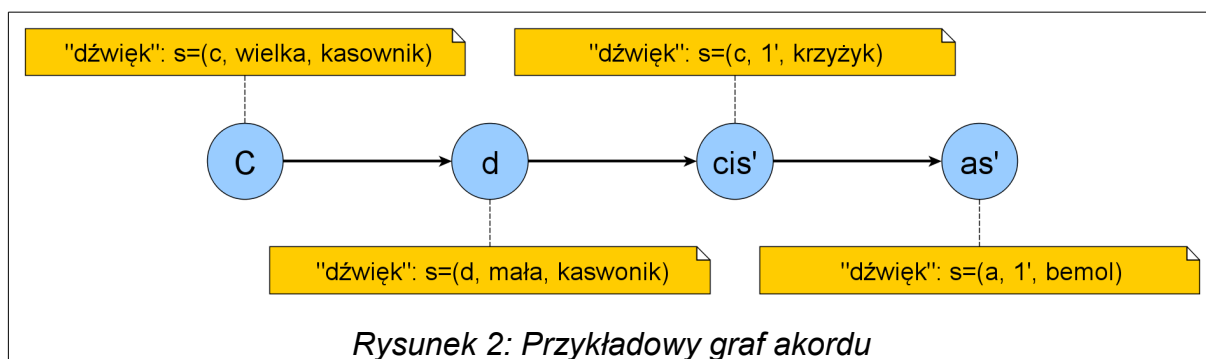 "dźwięk": s=(c, wielka, kasownik)
"dźwięk": s=(c, 1', krzyżyk)
C
d
cis'
as'
"dźwięk": s=(d, mała, kaswonik)
"dźwięk": s=(a, 1', bemol)
Rysunek 2: Przykładowy graf akordu